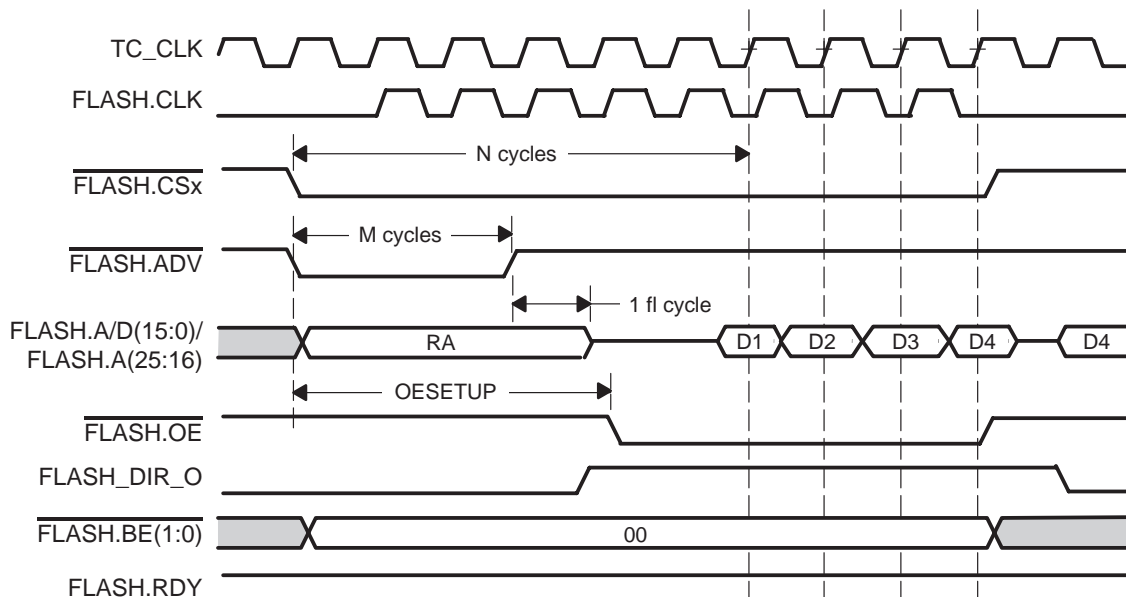 TC_CLK
FLASH.CLK
N cycles
FLASH.CSx
M cycles
FLASH.ADV
1 fl cycle
FLASH.A/D(15:0)/
FLASH.A(25:16)
RA
D1 D2 D3 D4 D4
OESETUP
FLASH.OE
FLASH_DIR_O
FLASH.BE(1:0)
00
FLASH.RDY